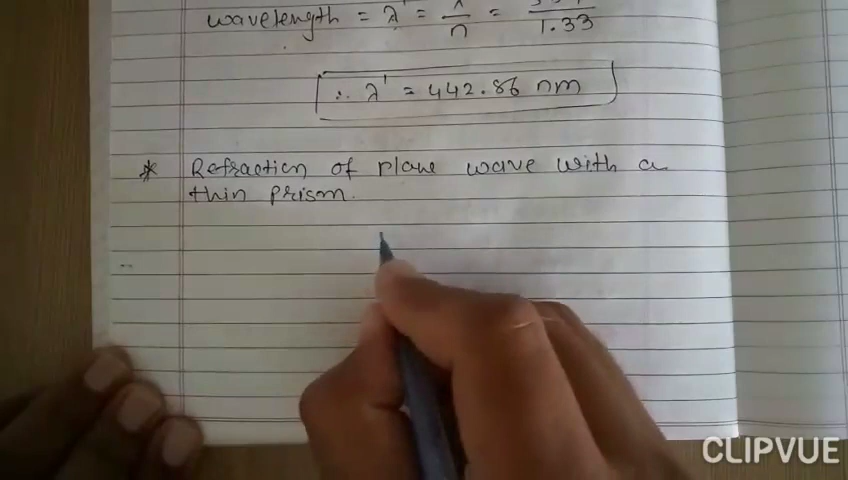 wavelength = λ' = λ/n = /1.33
∴ λ' = 442.86 nm
* Refraction of plane wave with a
thin prism.
CLIPVUE